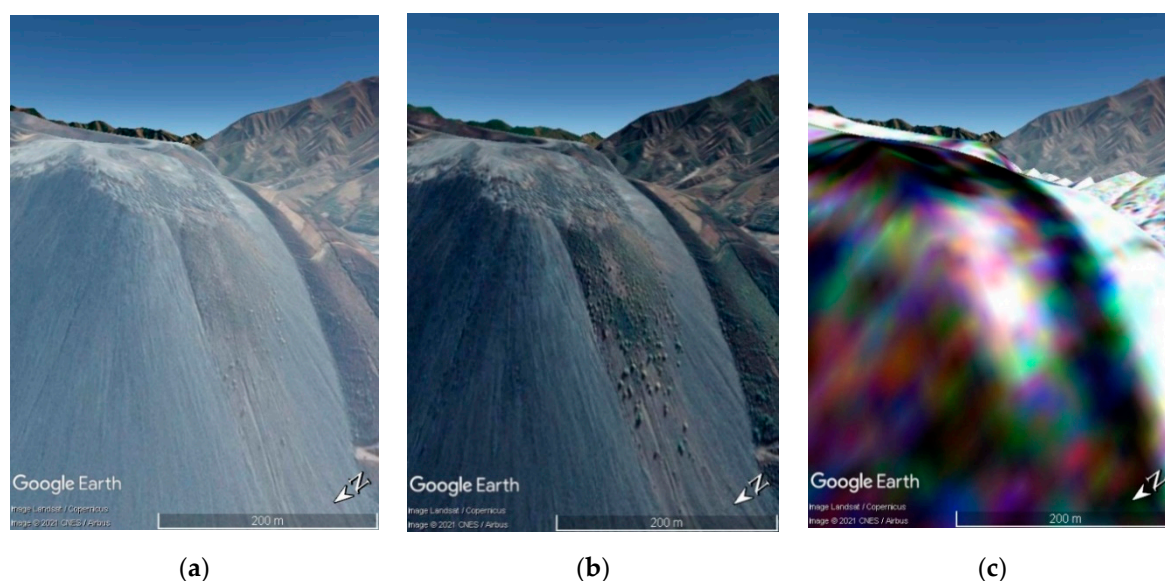 Google Earth
Image Landsat / Copernicus
Image © 2021 CNES / Airbus
200 m
N
(a)
Google Earth
Image Landsat / Copernicus
Image © 2021 CNES / Airbus
200 m
N
(b)
Google Earth
Image Landsat / Copernicus
Image © 2021 CNES / Airbus
200 m
N
(c)